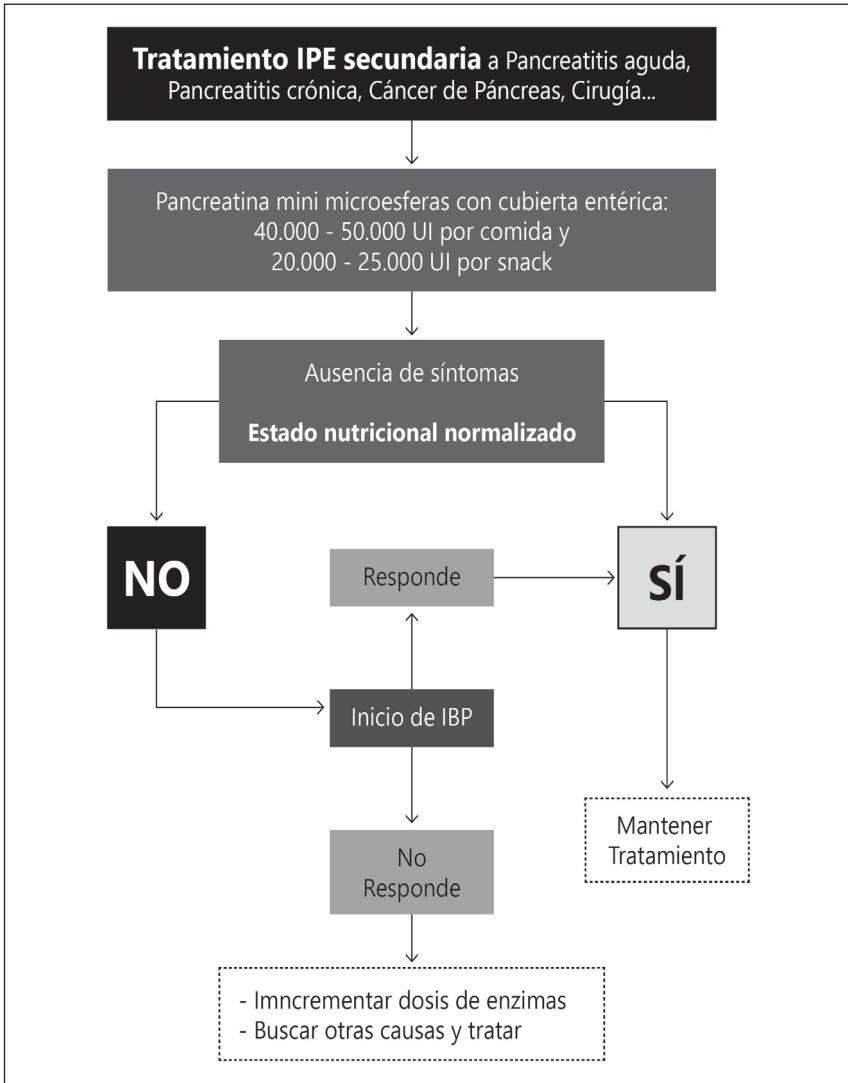 Tratamiento IPE secundaria a Pancreatitis aguda,
Pancreatitis crónica, Cáncer de Páncreas, Cirugía...
Pancreatina mini microesferas con cubierta entérica:
40.000 - 50.000 UI por comida y
20.000 - 25.000 UI por snack
Ausencia de síntomas
Estado nutricional normalizado
NO
Responde
SÍ
Inicio de IBP
Mantener
Tratamiento
No
Responde
- Imncrementar dosis de enzimas
- Buscar otras causas y tratar